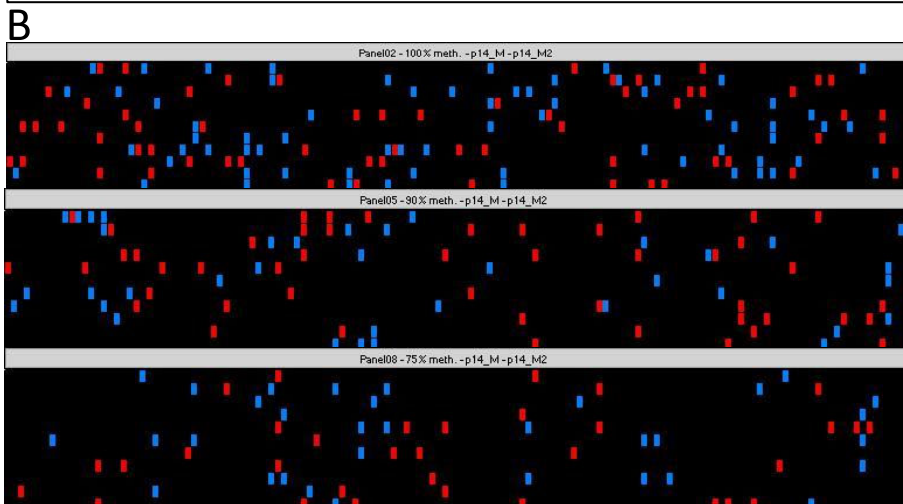 B
Panel02 - 100% meth. - p14_M - p14_M2
Panel05 - 90% meth. - p14_M - p14_M2
Panel08 - 75% meth. - p14_M - p14_M2